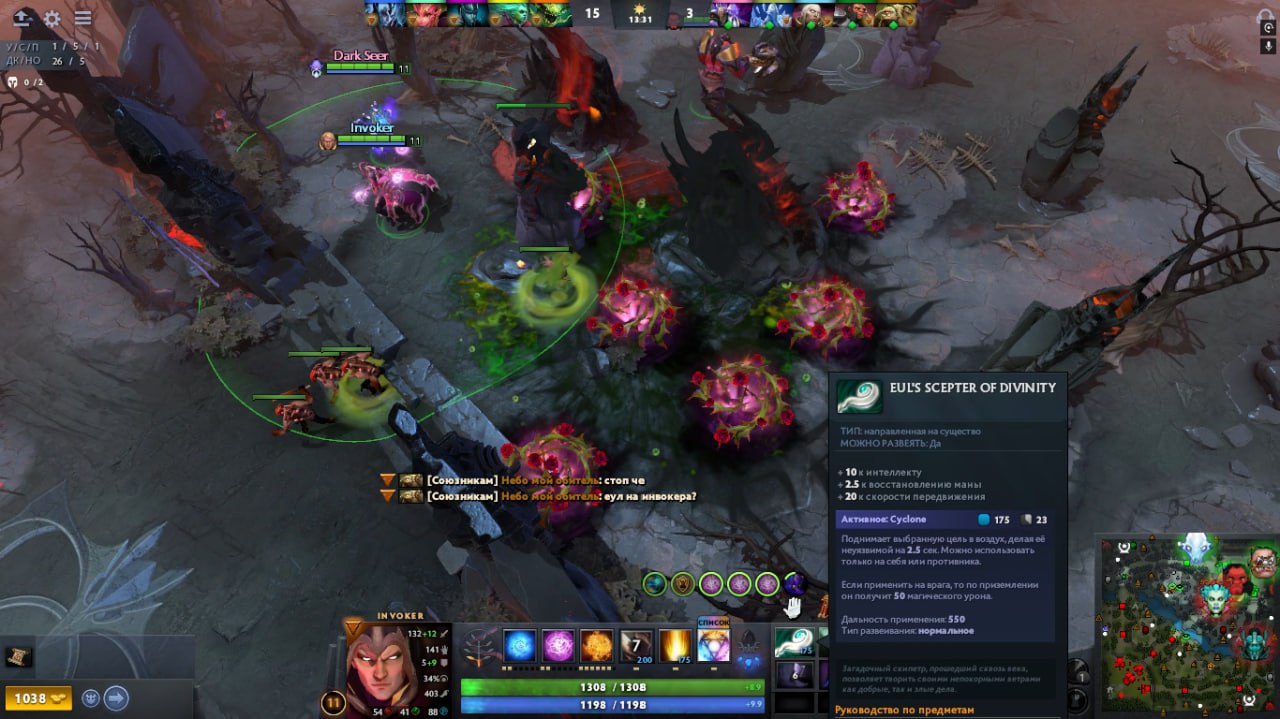 15
13:31
3
У/С/П 1 / 5 / 1
ДК/НО 26 / 5
0 / 2
Dark Seer
11
Invoker
11
[Союзникам] Небо мой обитель: стоп че
[Союзникам] Небо мой обитель: еул на инвокера?
EUL'S SCEPTER OF DIVINITY
ТИП: направленная на существо
МОЖНО РАЗВЕЯТЬ: Да
+ 10 к интеллекту
+ 2.5 к восстановлению маны
+ 20 к скорости передвижения
Активное: Cyclone 175 23
Поднимает выбранную цель в воздух, делая её
неуязвимой на 2.5 сек. Можно использовать
только на себя или противника.
Если применить на врага, то по приземлении
он получит 50 магического урона.
Дальность применения: 550
Тип развеивания: нормальное
Загадочный скипетр, прошедший сквозь века,
позволяет творить своими непокорными ветрами
как добрые, так и злые дела.
Руководство по предметам
INVOKER
132+12
141
5+9
34%
403
54 41 88
11
СПИСОК
7
200
175
175
1308 / 1308
+8.9
1198 / 1198
+9.9
1038
1